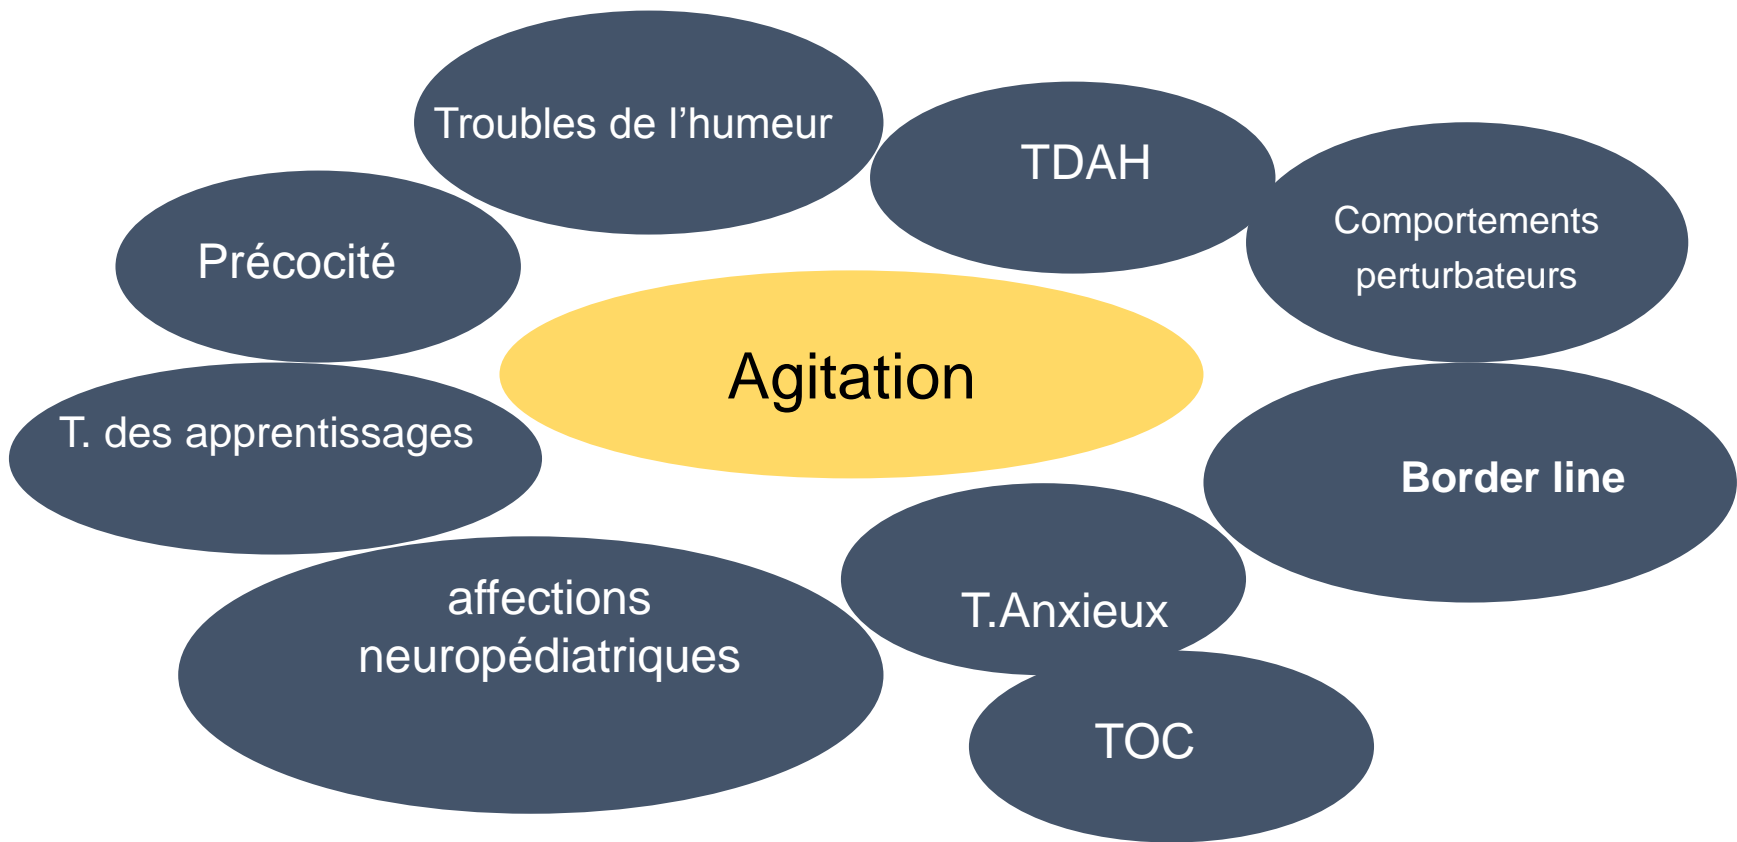 Troubles de l’humeur
TDAH
Comportements
perturbateurs
Précocité
Agitation
T. des apprentissages
Border line
affections
neuropédiatriques
T.Anxieux
TOC